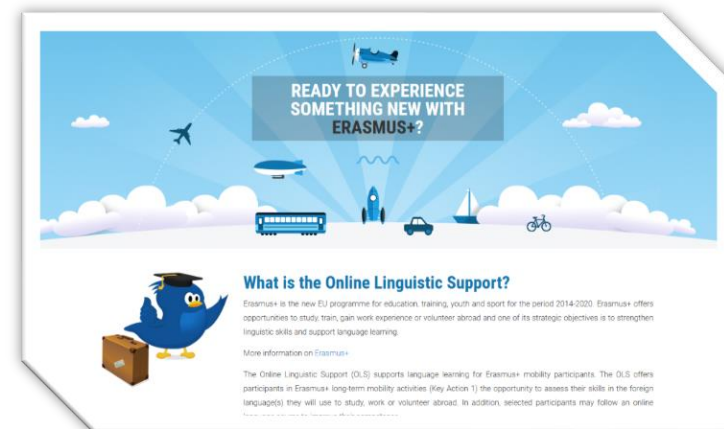 READY TO EXPERIENCE
SOMETHING NEW WITH
ERASMUS+?
What is the Online Linguistic Support?
Erasmus+ is the new EU programme for education, training, youth and sport for the period 2014-2020. Erasmus+ offers
opportunities to study, train, gain work experience or volunteer abroad and one of its strategic objectives is to strengthen
linguistic skills and support language learning.
More information on Erasmus+
The Online Linguistic Support (OLS) supports language learning for Erasmus+ mobility participants. The OLS offers
participants in Erasmus+ long-term mobility activities (Key Action 1) the opportunity to assess their skills in the foreign
language(s) they will use to study, work or volunteer abroad. In addition, selected participants may follow an online